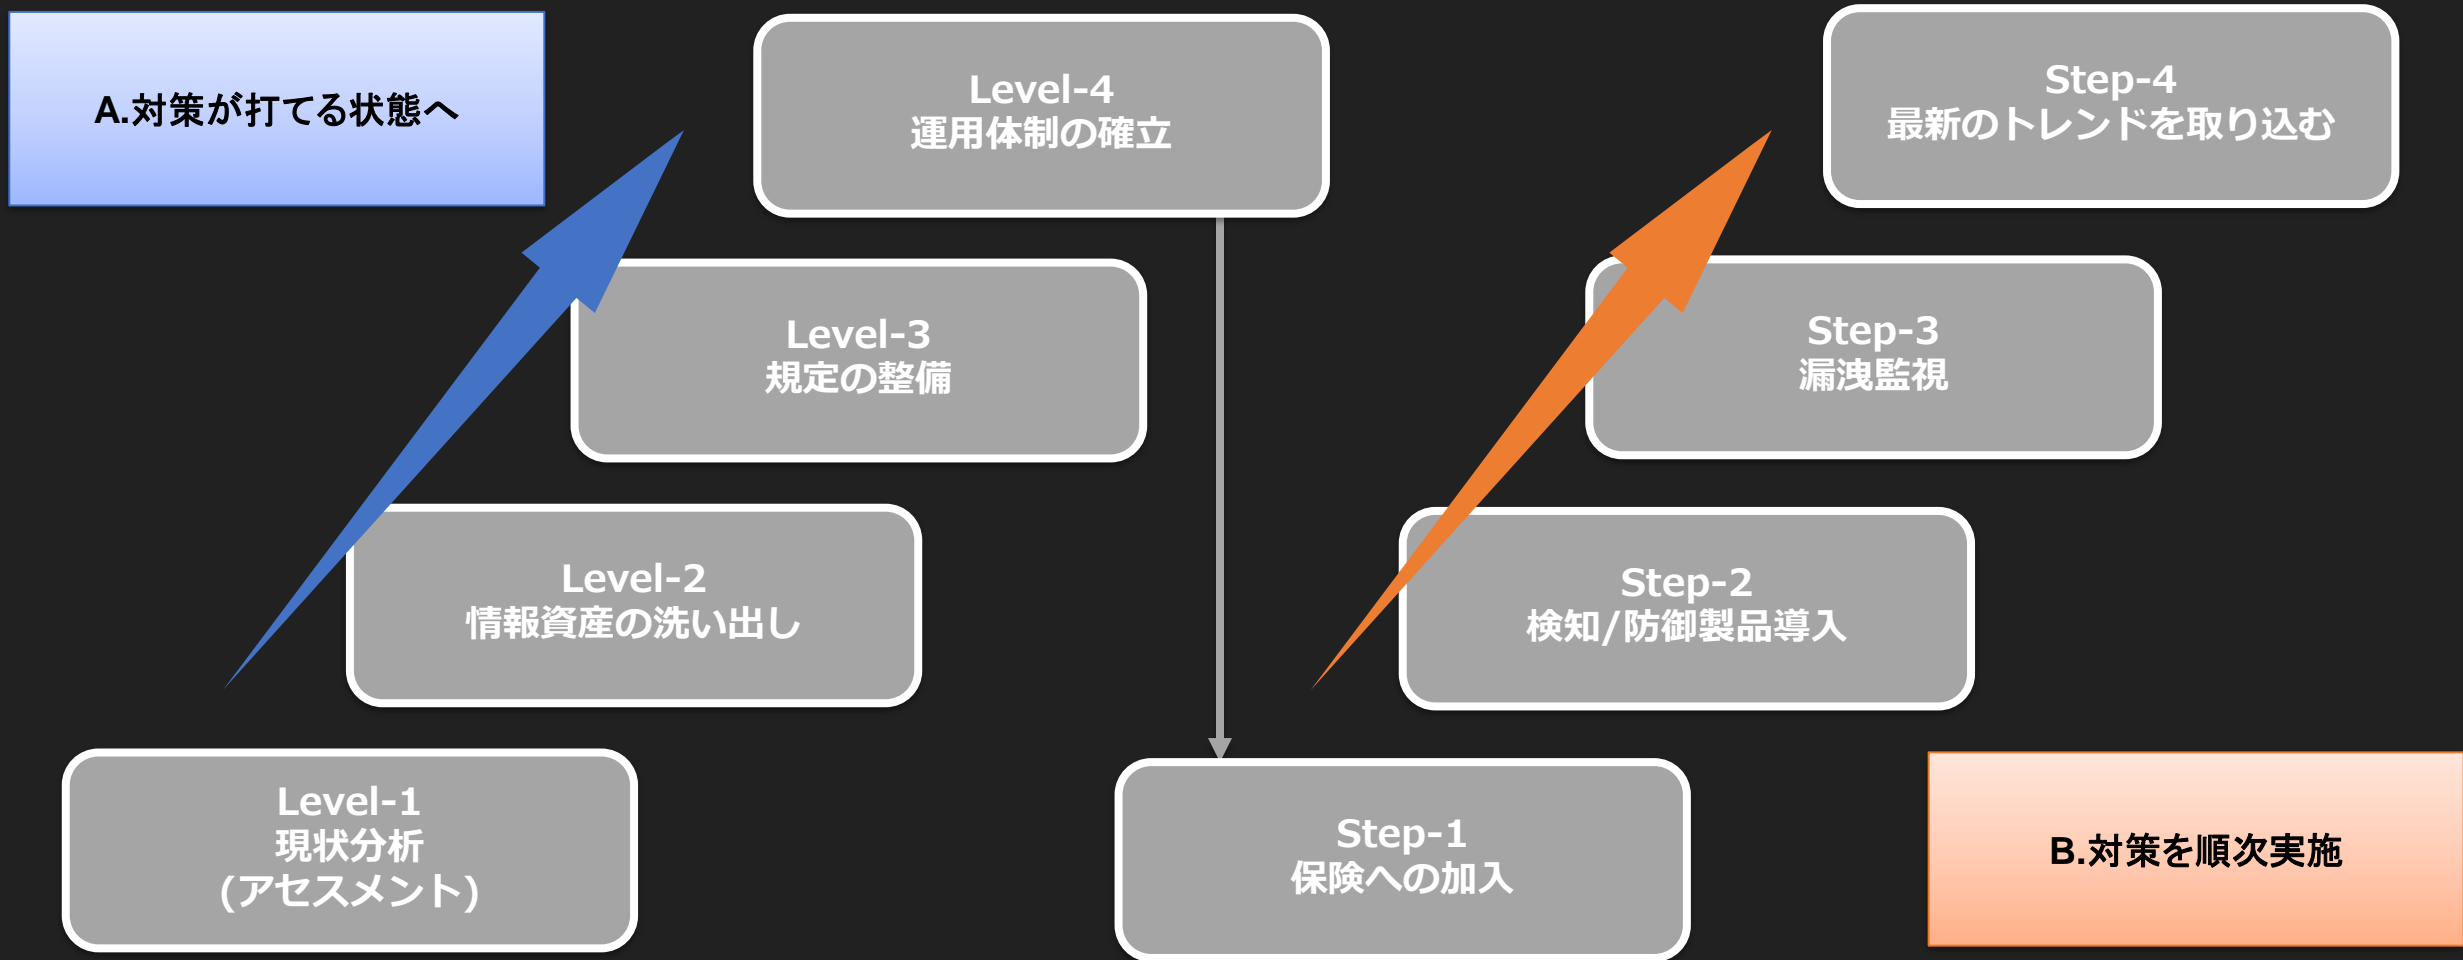 A.対策が打てる状態へ
Level-4
運用体制の確立
Level-3
規定の整備
Level-2
情報資産の洗い出し
Level-1
現状分析
(アセスメント)
Step-4
最新のトレンドを取り込む
Step-3
漏洩監視
Step-2
検知/防御製品導入
Step-1
保険への加入
B.対策を順次実施